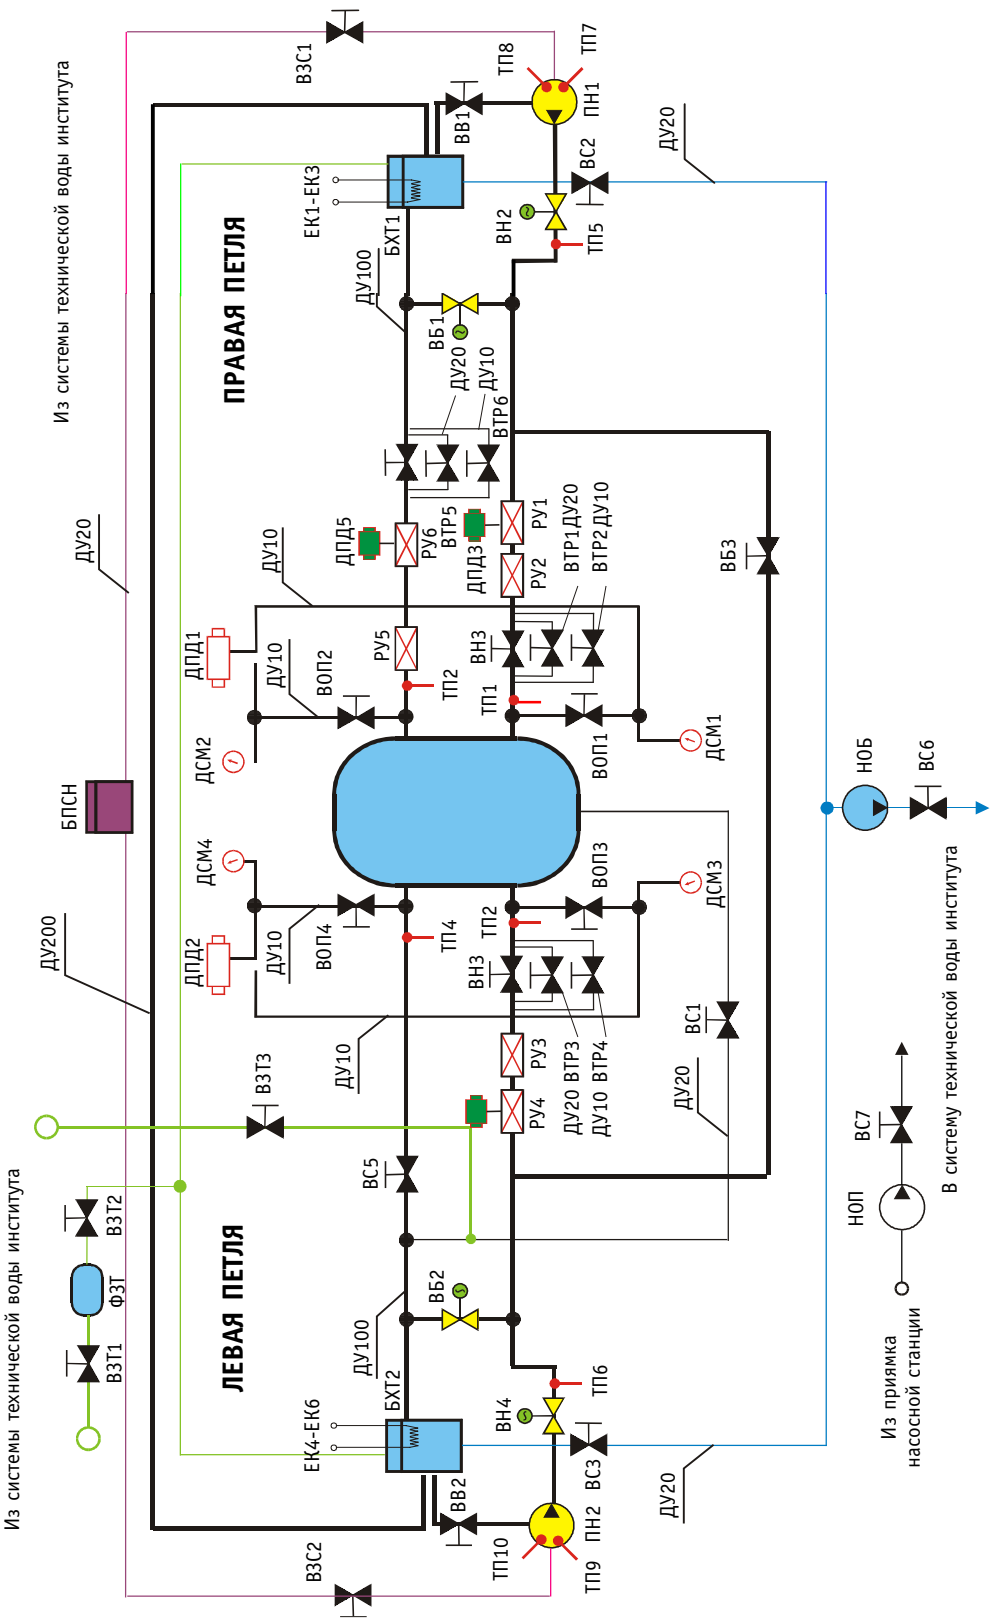 Из системы технической воды института
ВЗТ1
ФЗТ
ВЗТ2
ДУ200
БПСН
ДУ20
Из системы технической воды института
ВЗС2
ЕК4-ЕК6
БХТ2
ЛЕВАЯ ПЕТЛЯ
ДУ100
ВЗТ3
ДУ10
ДПД2
ДУ10
ВОП4
ДСМ4
ДСМ2
ДПД1
ДУ10
ВОП2
ДУ10
ПРАВАЯ ПЕТЛЯ
ДУ100
БХТ1
ЕК1-ЕК3
ВЗС1
ВС5
ТП4
ТП2
РУ5
ДПД5
РУ6
ВТР5
ВТР6
ДУ20
ДУ10
ВБ1
ВВ1
ТП8
ТП7
ПН1
ВВ2
ВБ2
ВН4
ТП6
ТП10
ТП9
ПН2
ВС3
ДУ20
РУ4
РУ3
ДУ20 ВТР3
ДУ10 ВТР4
ВН3
ТП2
ВОП3
ДСМ3
ТП1
ВОП1
ДСМ1
ВН3
РУ2
РУ1
ДПД3
ВТР1ДУ20
ВТР2 ДУ10
ВН2
ТП5
ВС2
ДУ20
ВБ3
ВС1
ДУ20
НОБ
ВС6
НОП
ВС7
Из приямка
насосной станции
В систему технической воды института